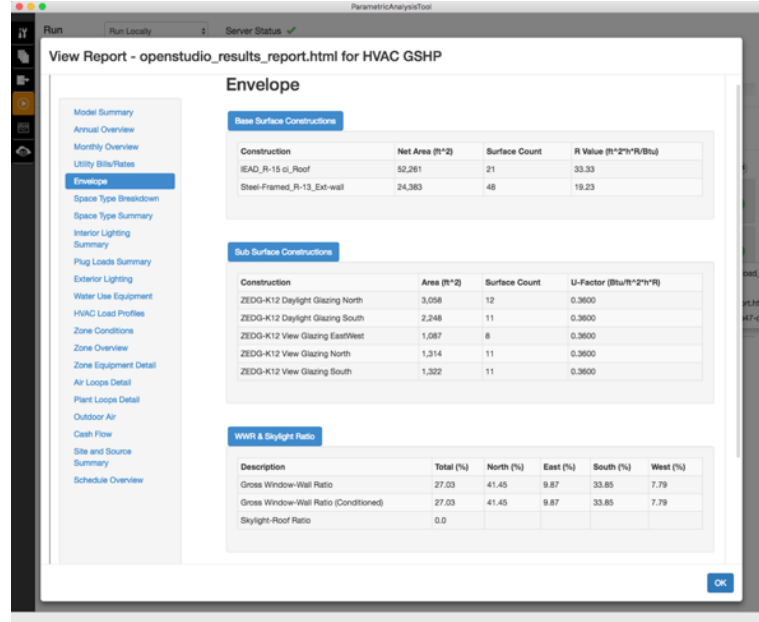 ParametricAnalysisTool
Run
Run Locally
Server Status ✔
View Report - openstudio_results_report.html for HVAC GSHP
Model Summary
Annual Overview
Monthly Overview
Utility Bills/Rates
Envelope
Space Type Breakdown
Space Type Summary
Interior Lighting
Summary
Plug Loads Summary
Exterior Lighting
Water Use Equipment
HVAC Load Profiles
Zone Conditions
Zone Overview
Zone Equipment Detail
Air Loops Detail
Plant Loops Detail
Outdoor Air
Cash Flow
Site and Source
Summary
Schedule Overview
Envelope
Base Surface Constructions
Construction Net Area (ft^2) Surface Count R Value (ft^2*h*R/Btu)
IEAD_R-15 ci_Roof 52,261 21 33.33
Steel-Framed_R-13_Ext-wall 24,383 48 19.23
Sub Surface Constructions
Construction Area (ft^2) Surface Count U-Factor (Btu/ft^2*h*R)
ZEDG-K12 Daylight Glazing North 3,058 12 0.3600
ZEDG-K12 Daylight Glazing South 2,248 11 0.3600
ZEDG-K12 View Glazing EastWest 1,087 8 0.3600
ZEDG-K12 View Glazing North 1,314 11 0.3600
ZEDG-K12 View Glazing South 1,322 11 0.3600
WWR & Skylight Ratio
Description Total (%) North (%) East (%) South (%) West (%)
Gross Window-Wall Ratio 27.03 41.45 9.87 33.85 7.79
Gross Window-Wall Ratio (Conditioned) 27.03 41.45 9.87 33.85 7.79
Skylight-Roof Ratio 0.0
OK